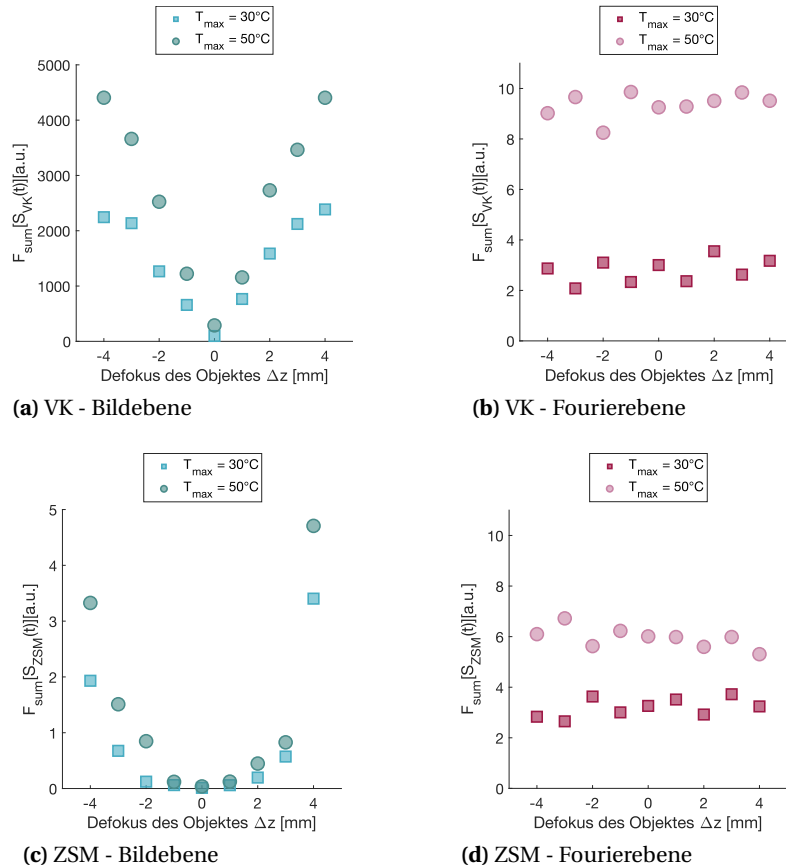 T_max = 30°C
T_max = 50°C
F_sum[S_VK(t)][a.u.]
5000
4000
3000
2000
1000
0
-4 -2 0 2 4
Defokus des Objektes Δz [mm]
(a) VK - Bildebene
T_max = 30°C
T_max = 50°C
F_sum[S_VK(t)][a.u.]
10
8
6
4
2
0
-4 -2 0 2 4
Defokus des Objektes Δz [mm]
(b) VK - Fourierebene
T_max = 30°C
T_max = 50°C
F_sum[S_ZSM(t)][a.u.]
5
4
3
2
1
0
-4 -2 0 2 4
Defokus des Objektes Δz [mm]
(c) ZSM - Bildebene
T_max = 30°C
T_max = 50°C
F_sum[S_ZSM(t)][a.u.]
10
8
6
4
2
0
-4 -2 0 2 4
Defokus des Objektes Δz [mm]
(d) ZSM - Fourierebene